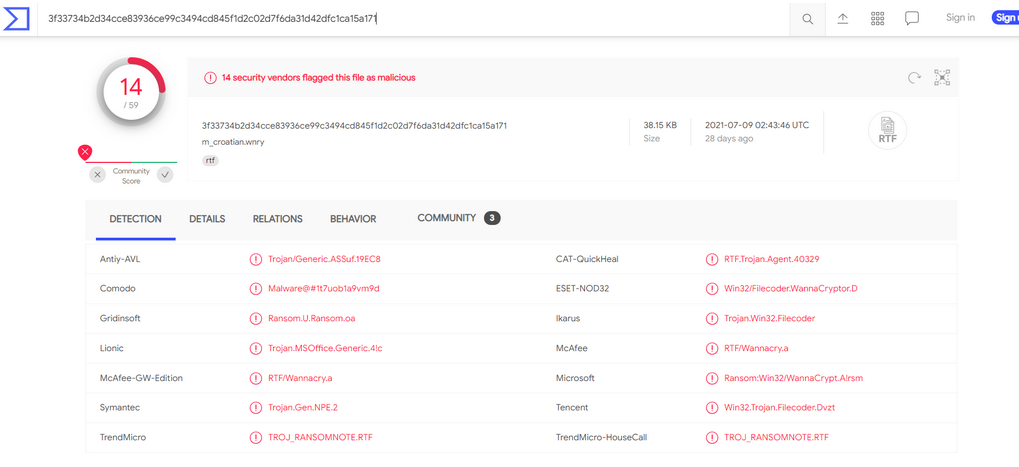 3f33734b2d34cce83936ce99c3494cd845f1d2c02d7f6da31d42dfc1ca15a171
Sign in
Sign
14
/ 59
14 security vendors flagged this file as malicious
3f33734b2d34cce83936ce99c3494cd845f1d2c02d7f6da31d42dfc1ca15a171
m_croatian.wnry
rtf
38.15 KB
Size
2021-07-09 02:43:46 UTC
28 days ago
RTF
Community
Score
DETECTION DETAILS RELATIONS BEHAVIOR COMMUNITY 3
Antiy-AVL Trojan/Generic.ASSuf.19EC8 CAT-QuickHeal RTF.Trojan.Agent.40329
Comodo Malware@#1t7uob1a9vm9d ESET-NOD32 Win32/Filecoder.WannaCryptor.D
Gridinsoft Ransom.U.Ransom.oa Ikarus Trojan.Win32.Filecoder
Lionic Trojan.MSOffice.Generic.4!c McAfee RTF/Wannacry.a
McAfee-GW-Edition RTF/Wannacry.a Microsoft Ransom:Win32/WannaCrypt.A!rsm
Symantec Trojan.Gen.NPE.2 Tencent Win32.Trojan.Filecoder.Dvzt
TrendMicro TROJ_RANSOMNOTE.RTF TrendMicro-HouseCall TROJ_RANSOMNOTE.RTF